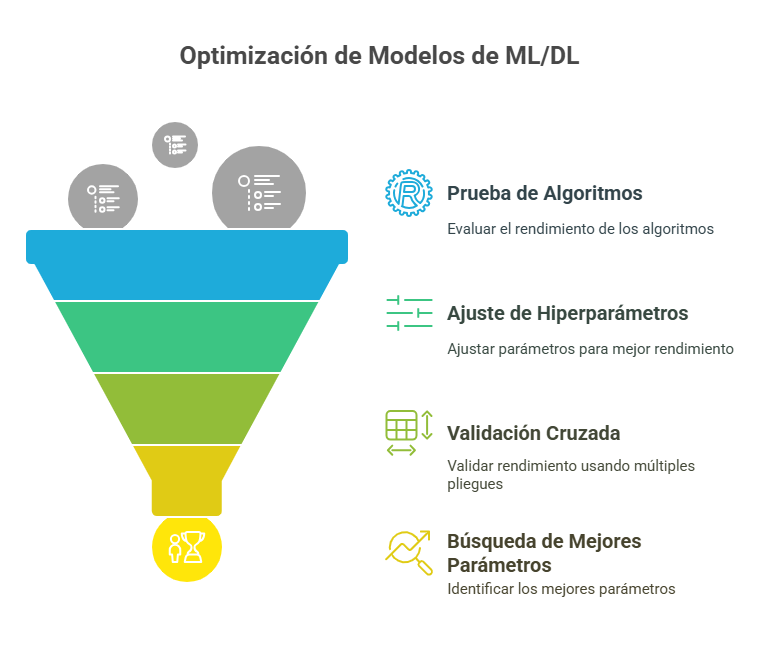 Optimización de Modelos de ML/DL
Prueba de Algoritmos
Evaluar el rendimiento de los algoritmos
Ajuste de Hiperparámetros
Ajustar parámetros para mejor rendimiento
Validación Cruzada
Validar rendimiento usando múltiples
pliegues
Búsqueda de Mejores
Parámetros
Identificar los mejores parámetros